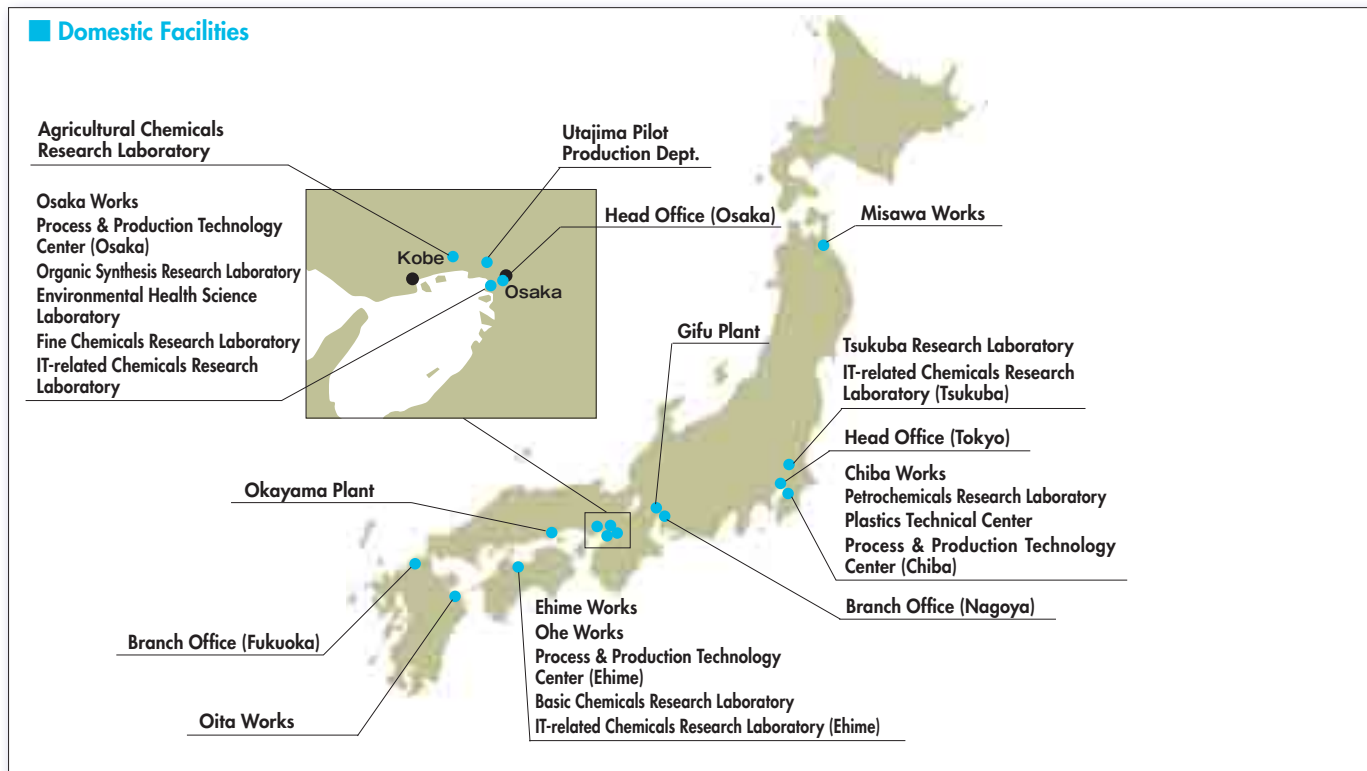 Domestic Facilities
Agricultural Chemicals
Research Laboratory
Utajima Pilot
Production Dept.
Osaka Works
Process & Production Technology
Center (Osaka)
Organic Synthesis Research Laboratory
Environmental Health Science
Laboratory
Fine Chemicals Research Laboratory
IT-related Chemicals Research
Laboratory
Head Office (Osaka)
Kobe
Osaka
Misawa Works
Gifu Plant
Tsukuba Research Laboratory
IT-related Chemicals Research
Laboratory (Tsukuba)
Head Office (Tokyo)
Chiba Works
Petrochemicals Research Laboratory
Plastics Technical Center
Process & Production Technology
Center (Chiba)
Branch Office (Nagoya)
Okayama Plant
Branch Office (Fukuoka)
Oita Works
Ehime Works
Ohe Works
Process & Production Technology
Center (Ehime)
Basic Chemicals Research Laboratory
IT-related Chemicals Research Laboratory (Ehime)